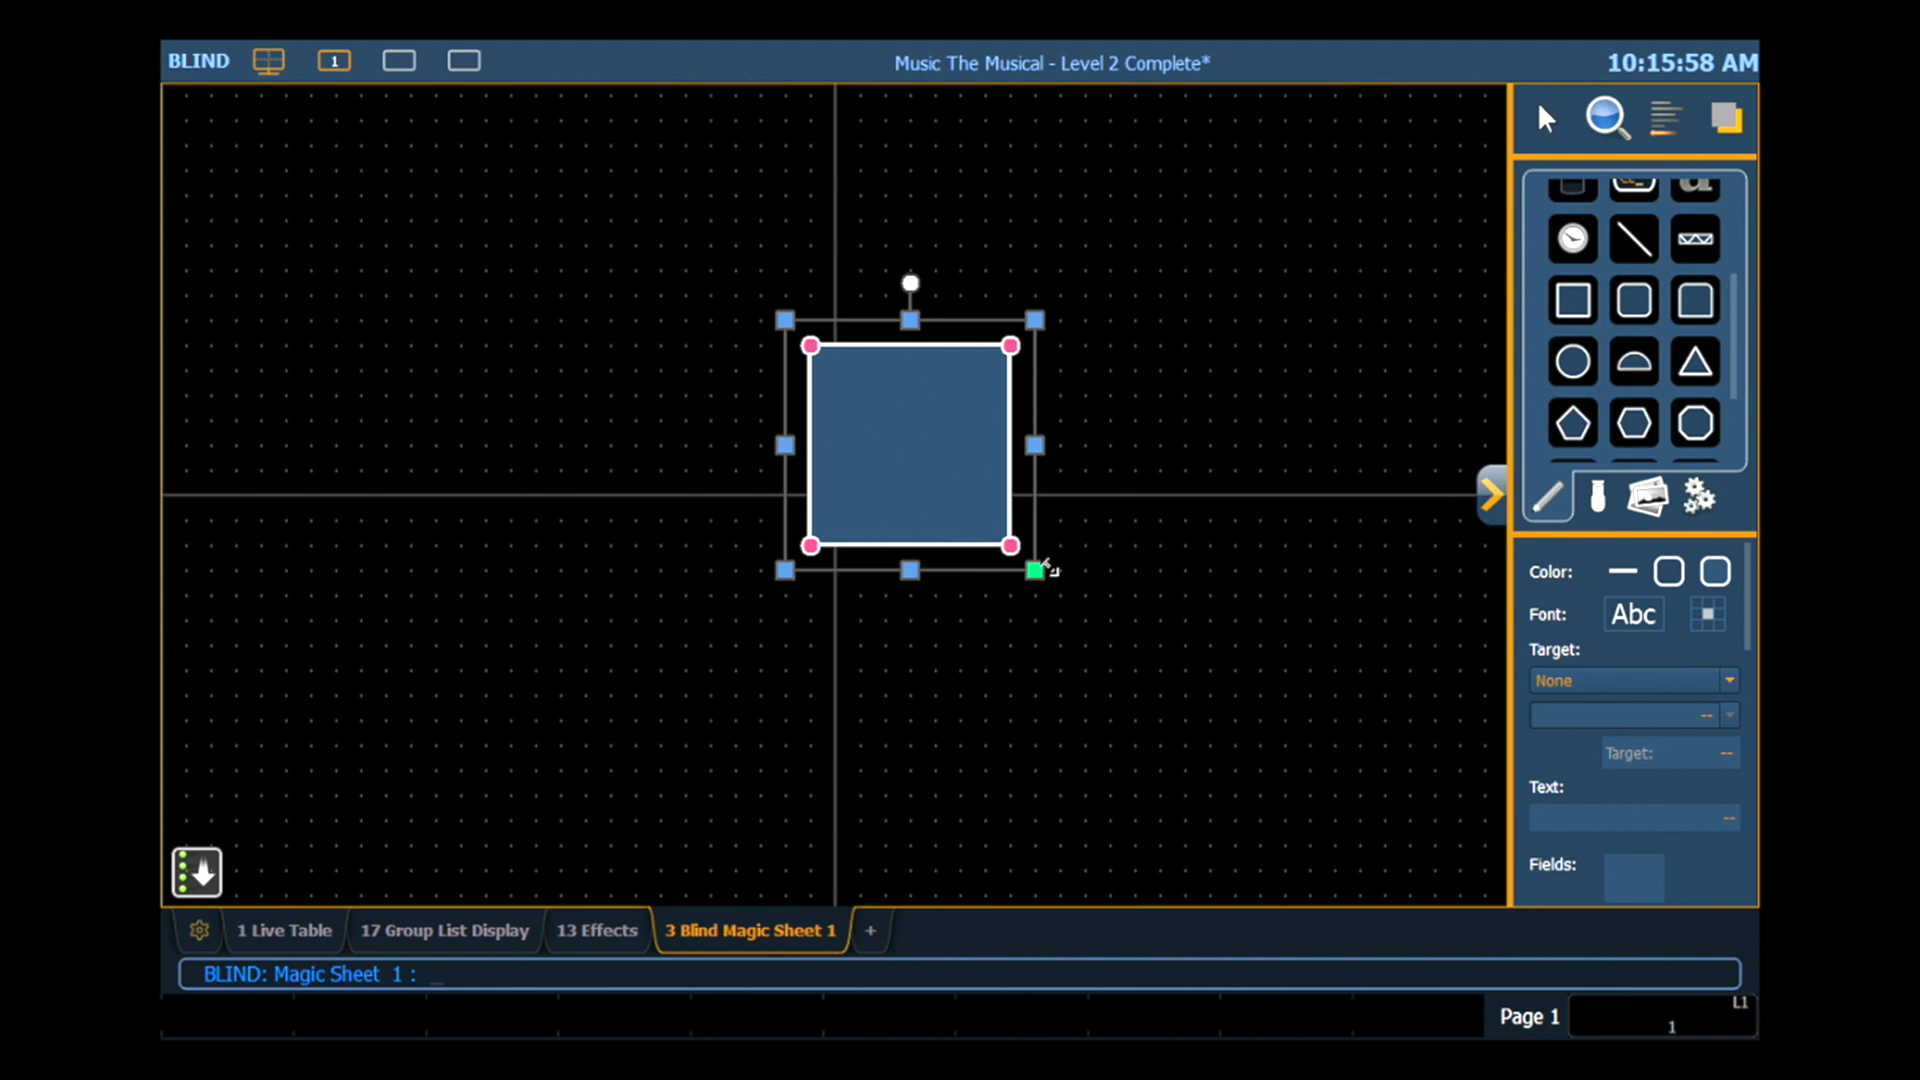 BLIND
1
Music The Musical - Level 2 Complete*
10:15:58 AM
Color:
Font:
Abc
Target:
None
--
Target:
--
Text:
--
Fields:
1 Live Table
17 Group List Display
13 Effects
3 Blind Magic Sheet 1
+
BLIND: Magic Sheet 1 : _
Page 1
L1
1